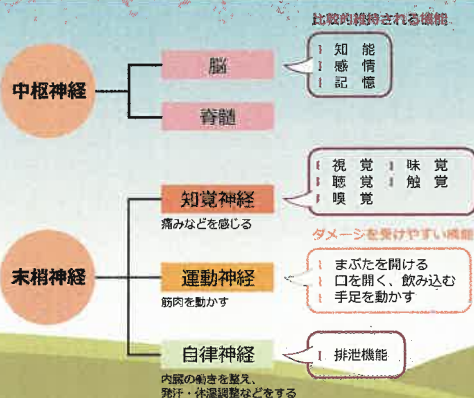 比較的維持される機能
中枢神経
脳
知 能
感 情
記 憶
脊髄
末梢神経
知覚神経
痛みなどを感じる
視 覚 味 覚
聴 覚 触 覚
嗅 覚
ダメージを受けやすい機能
運動神経
筋肉を動かす
まぶたを開ける
口を開く、飲み込む
手足を動かす
自律神経
内臓の働きを整え、
発汗・体温調整などをする
排泄機能